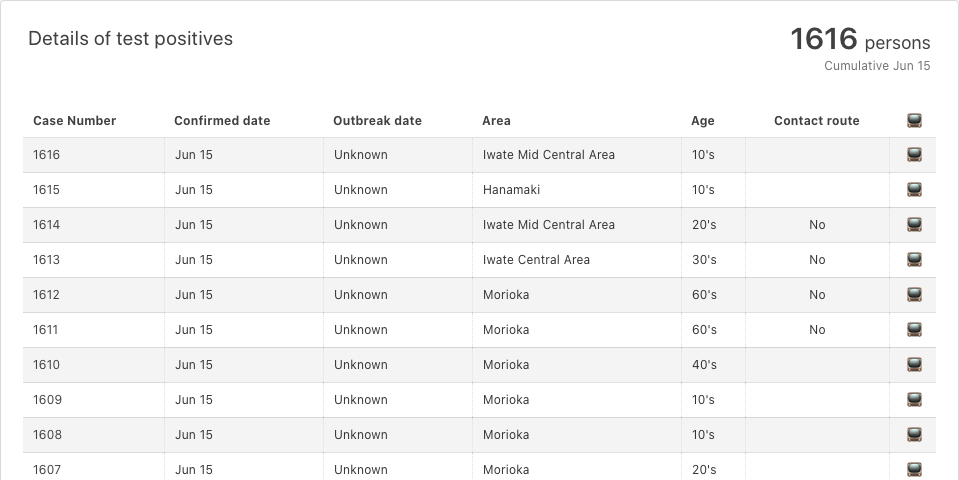 Details of test positives
1616 persons
Cumulative Jun 15
Case Number Confirmed date Outbreak date Area Age Contact route
1616 Jun 15 Unknown Iwate Mid Central Area 10's
1615 Jun 15 Unknown Hanamaki 10's
1614 Jun 15 Unknown Iwate Mid Central Area 20's No
1613 Jun 15 Unknown Iwate Central Area 30's No
1612 Jun 15 Unknown Morioka 60's No
1611 Jun 15 Unknown Morioka 60's No
1610 Jun 15 Unknown Morioka 40's
1609 Jun 15 Unknown Morioka 10's
1608 Jun 15 Unknown Morioka 10's
1607 Jun 15 Unknown Morioka 20's